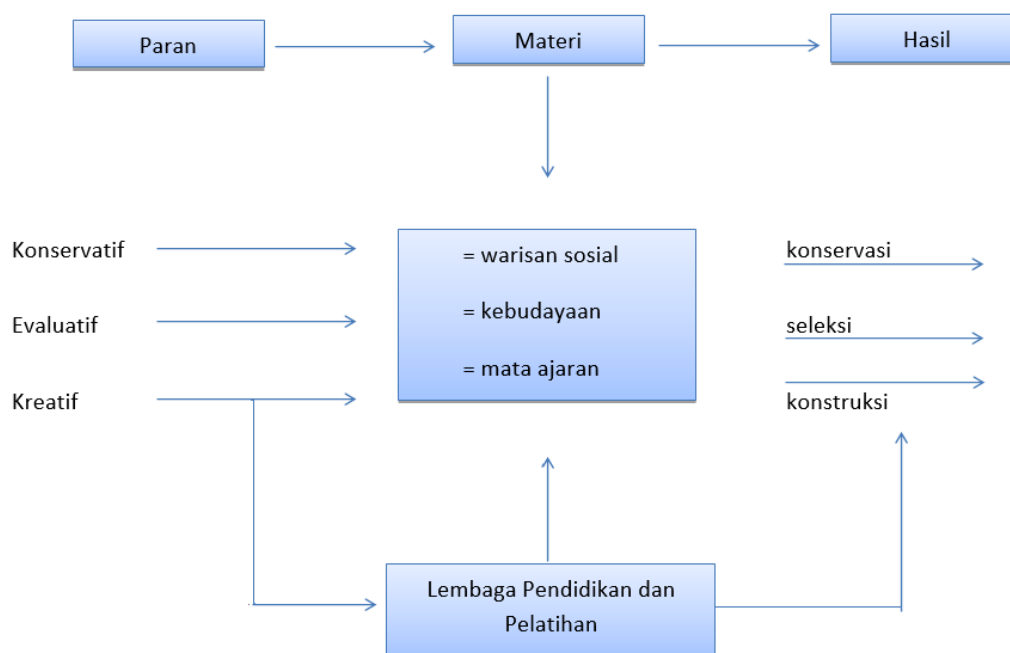 Paran
Materi
Hasil
Konservatif
= warisan sosial
konservasi
Evaluatif
= kebudayaan
seleksi
= mata ajaran
Kreatif
konstruksi
Lembaga Pendidikan dan
Pelatihan